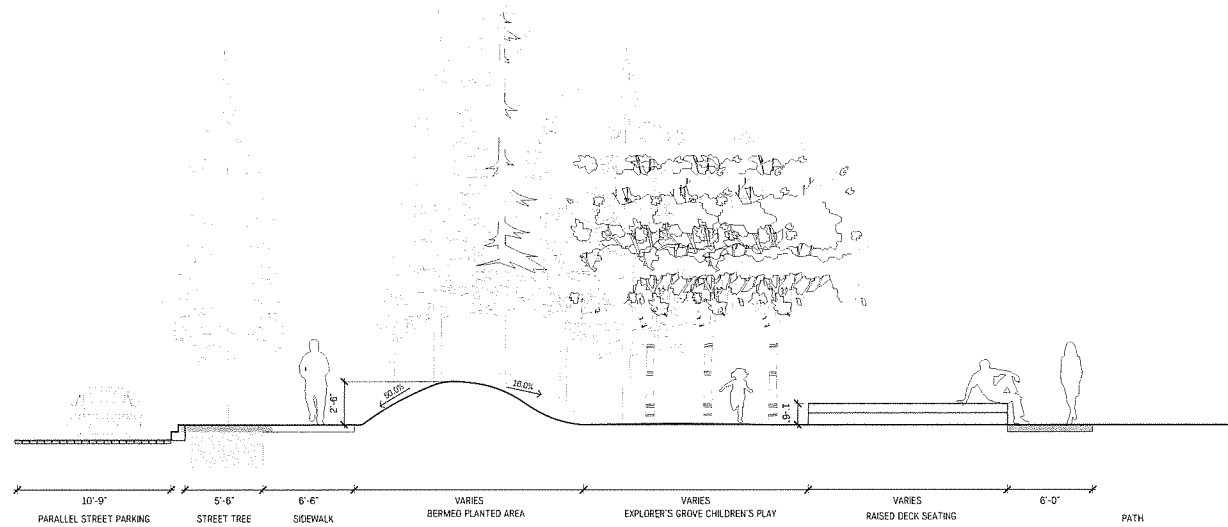 50.0%
10.0%
2'-6"
1'-6"
10'-9"
5'-6"
6'-6"
VARIES
VARIES
VARIES
6'-0"
PARALLEL STREET PARKING
STREET TREE
SIDEWALK
BERMED PLANTED AREA
EXPLORER'S GROVE CHILDREN'S PLAY
RAISED DECK SEATING
PATH